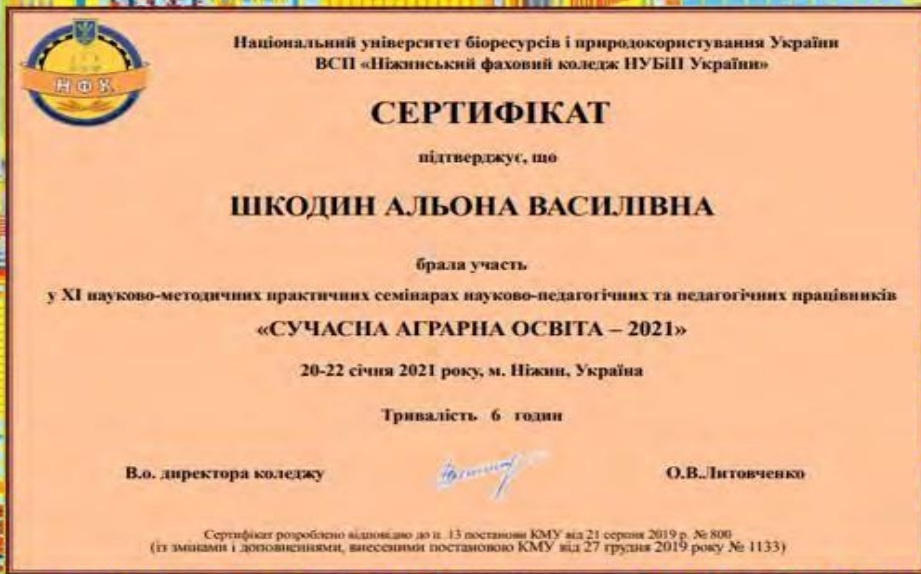 НФК
Національний університет біоресурсів і природокористування України
ВСП «Ніжинський фаховий коледж НУБіП України»
СЕРТИФІКАТ
підтверджує, що
ШКОДИН АЛЬОНА ВАСИЛІВНА
брала участь
у XI науково-методичних практичних семінарах науково-педагогічних та педагогічних працівників
«СУЧАСНА АГРАРНА ОСВІТА – 2021»
20-22 січня 2021 року, м. Ніжин, Україна
Тривалість 6 годин
В.о. директора коледжу О.В.Литовченко
Сертифікат розроблено відповідно до п. 13 постанови КМУ від 21 серпня 2019 р. № 800
(із змінами і доповненнями, внесеними постановою КМУ від 27 грудня 2019 року № 1133)